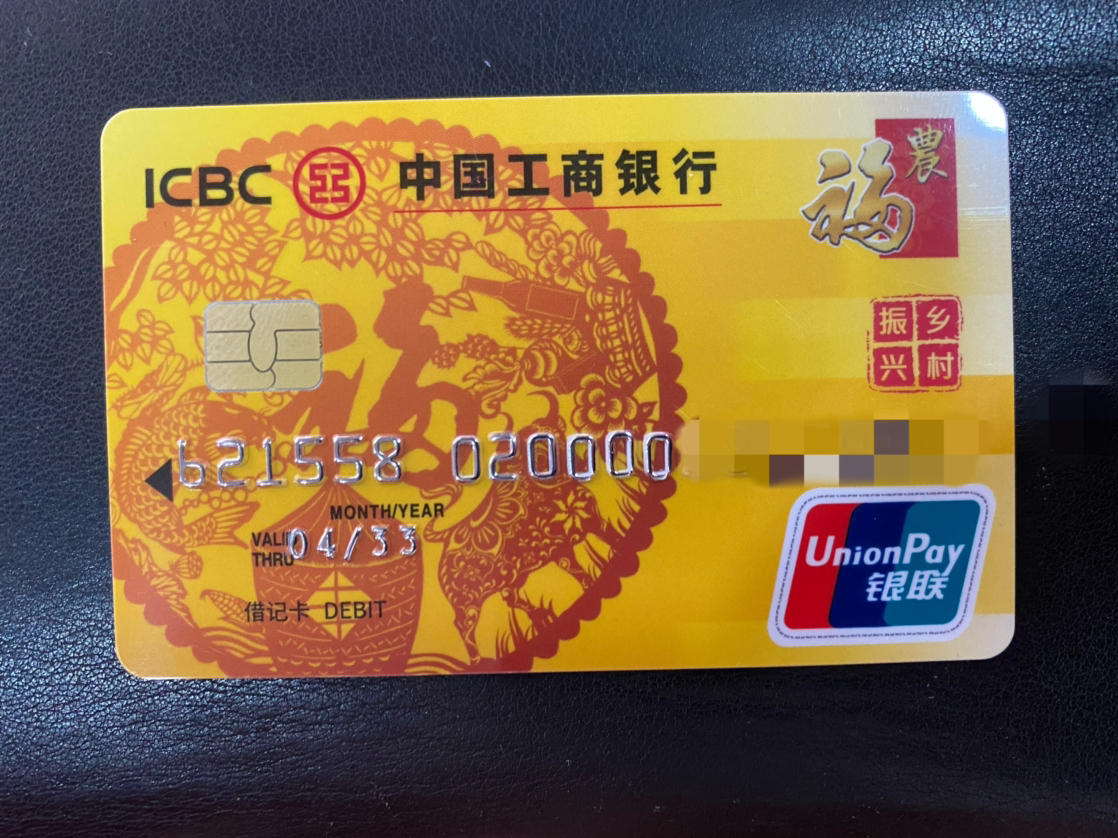 ICBC 中国工商银行
農
福
振乡
兴村
621558 020000
MONTH/YEAR
VALID
THRU 04/33
借记卡 DEBIT
UnionPay
银联